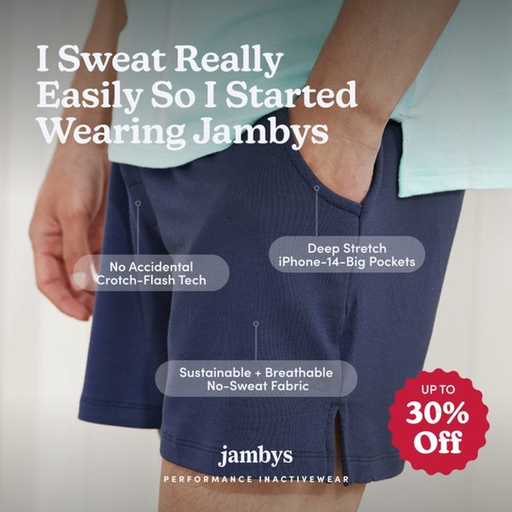 I Sweat Really
Easily So I Started
Wearing Jambys
Deep Stretch
iPhone-14-Big Pockets
No Accidental
Crotch-Flash Tech
Sustainable + Breathable
No-Sweat Fabric
UP TO
30%
Off
jambys
PERFORMANCE INACTIVEWEAR